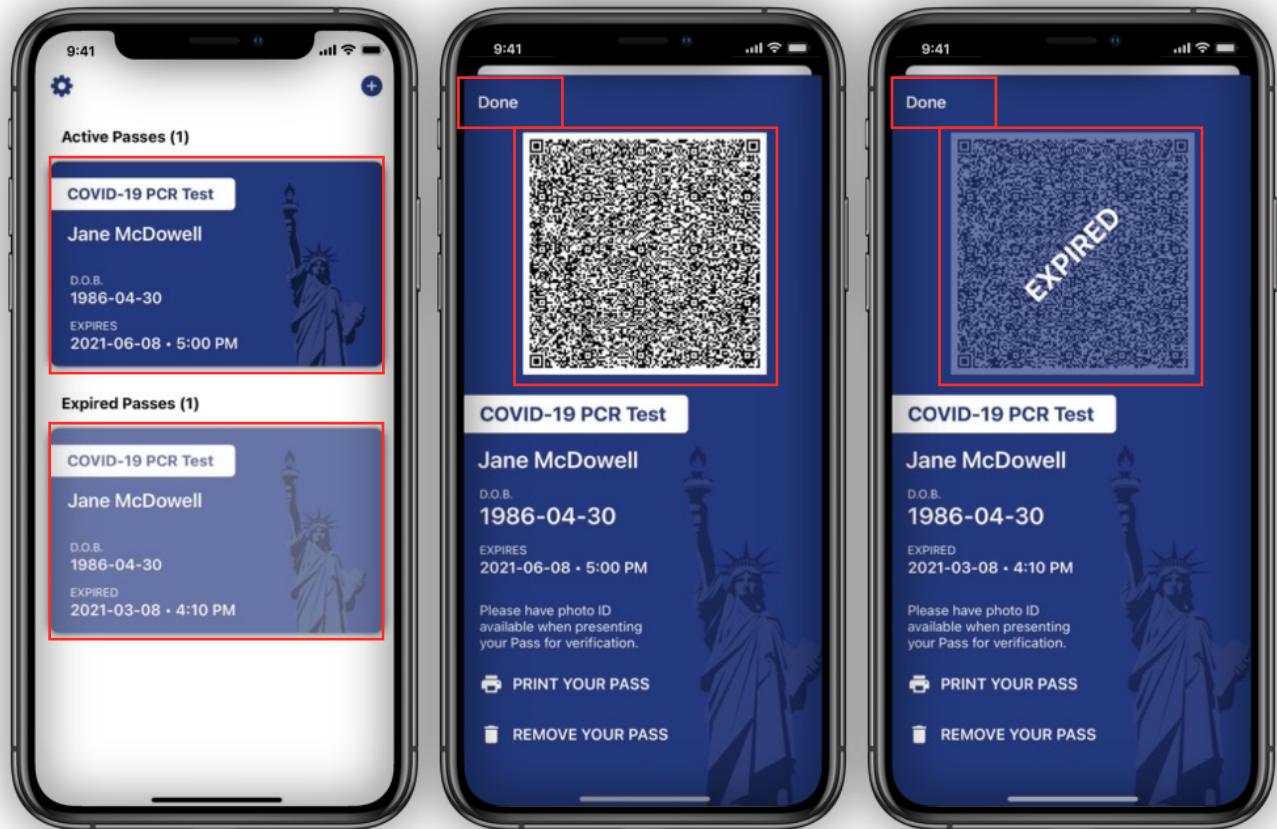 9:41
Active Passes (1)
COVID-19 PCR Test
Jane McDowell
D.O.B.
1986-04-30
EXPIRES
2021-06-08 • 5:00 PM
Expired Passes (1)
COVID-19 PCR Test
Jane McDowell
D.O.B.
1986-04-30
EXPIRED
2021-03-08 • 4:10 PM
9:41
Done
COVID-19 PCR Test
Jane McDowell
D.O.B.
1986-04-30
EXPIRES
2021-06-08 • 5:00 PM
Please have photo ID
available when presenting
your Pass for verification.
PRINT YOUR PASS
REMOVE YOUR PASS
9:41
Done
EXPIRED
COVID-19 PCR Test
Jane McDowell
D.O.B.
1986-04-30
EXPIRED
2021-03-08 • 4:10 PM
Please have photo ID
available when presenting
your Pass for verification.
PRINT YOUR PASS
REMOVE YOUR PASS